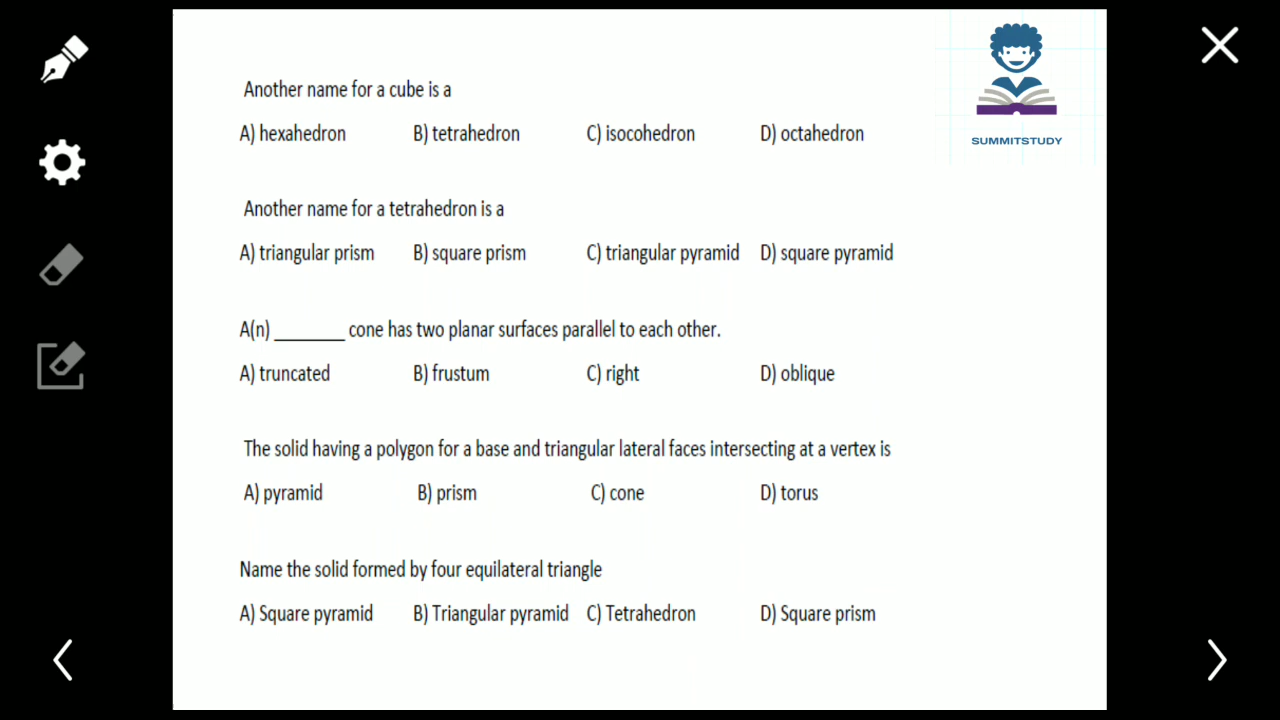 SUMMITSTUDY
Another name for a cube is a
A) hexahedron B) tetrahedron C) isocohedron D) octahedron
Another name for a tetrahedron is a
A) triangular prism B) square prism C) triangular pyramid D) square pyramid
A(n) _______ cone has two planar surfaces parallel to each other.
A) truncated B) frustum C) right D) oblique
The solid having a polygon for a base and triangular lateral faces intersecting at a vertex is
A) pyramid B) prism C) cone D) torus
Name the solid formed by four equilateral triangle
A) Square pyramid B) Triangular pyramid C) Tetrahedron D) Square prism